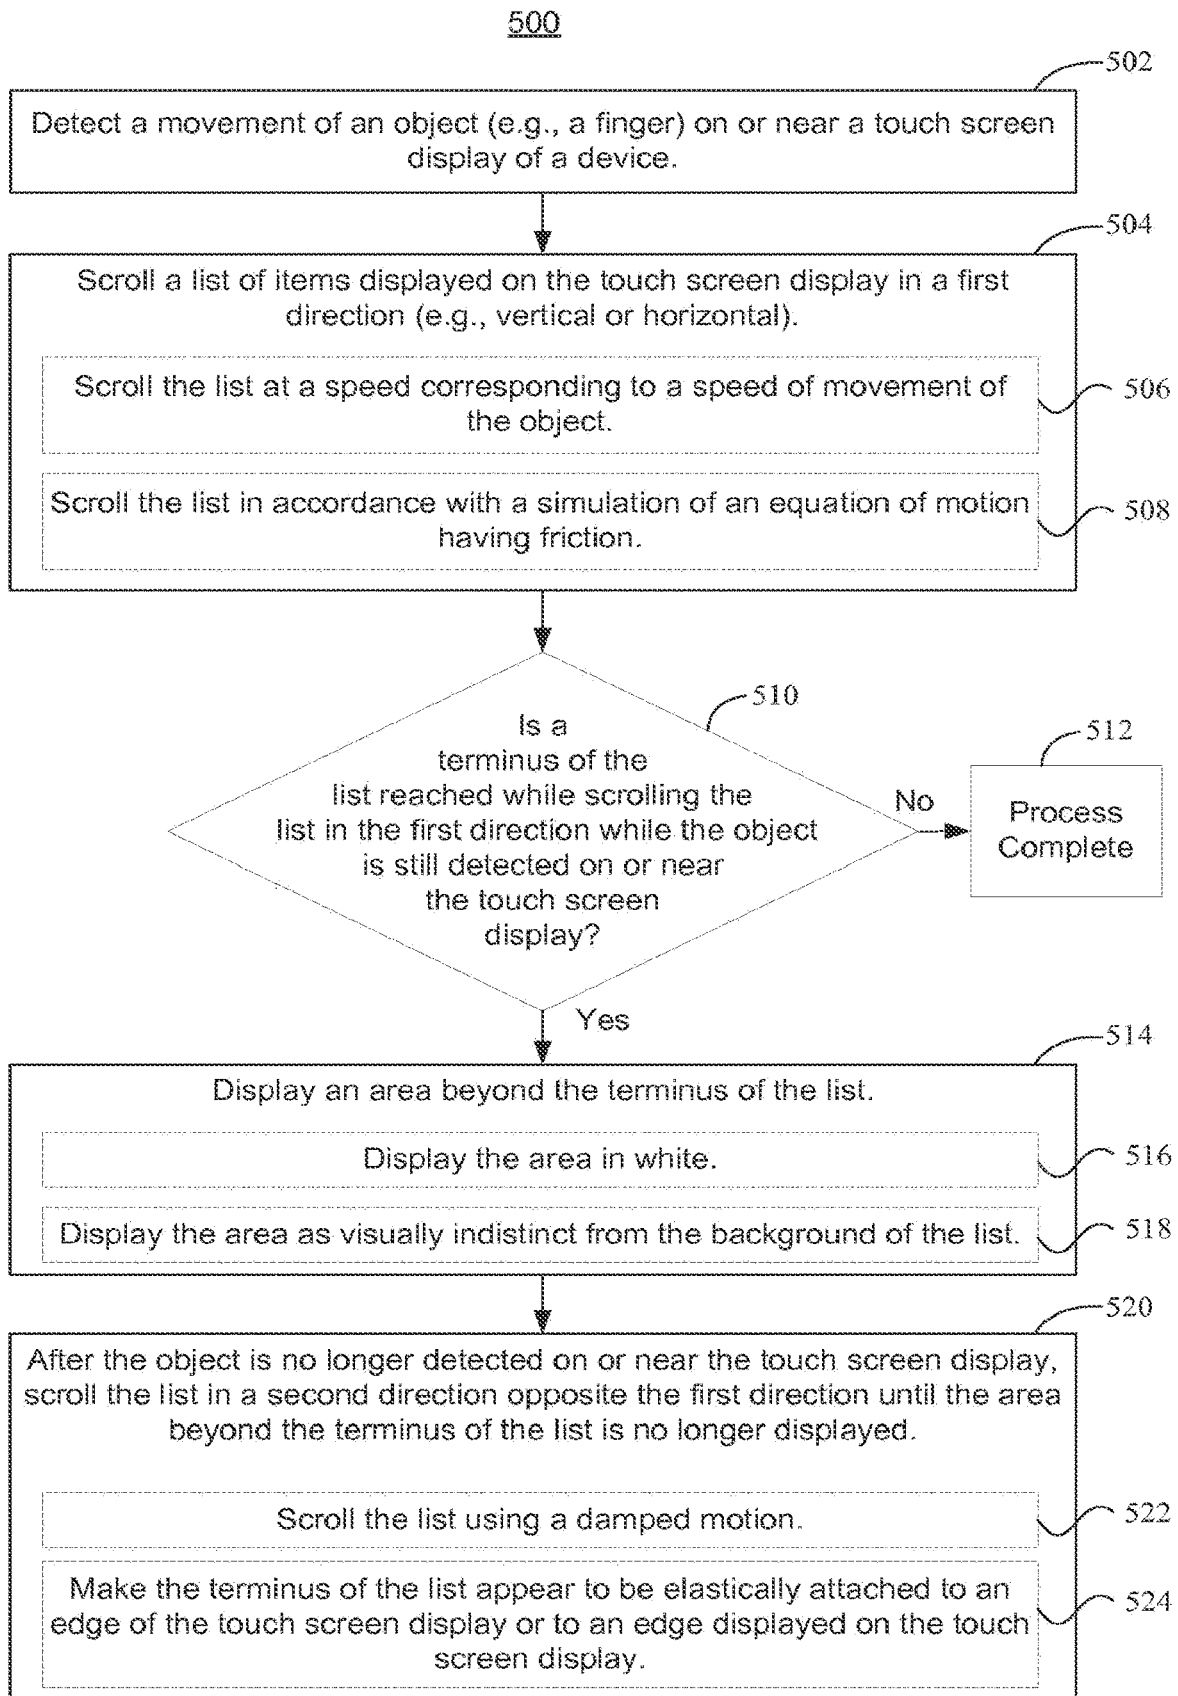 500
502
Detect a movement of an object (e.g., a finger) on or near a touch screen
display of a device.
504
Scroll a list of items displayed on the touch screen display in a first
direction (e.g., vertical or horizontal).
Scroll the list at a speed corresponding to a speed of movement of
the object.
506
Scroll the list in accordance with a simulation of an equation of motion
having friction.
508
510
Is a
terminus of the
list reached while scrolling the
list in the first direction while the object
is still detected on or near
the touch screen
display?
No
512
Process
Complete
Yes
514
Display an area beyond the terminus of the list.
Display the area in white.
516
Display the area as visually indistinct from the background of the list.
518
520
After the object is no longer detected on or near the touch screen display,
scroll the list in a second direction opposite the first direction until the area
beyond the terminus of the list is no longer displayed.
Scroll the list using a damped motion.
522
Make the terminus of the list appear to be elastically attached to an
edge of the touch screen display or to an edge displayed on the touch
screen display.
524